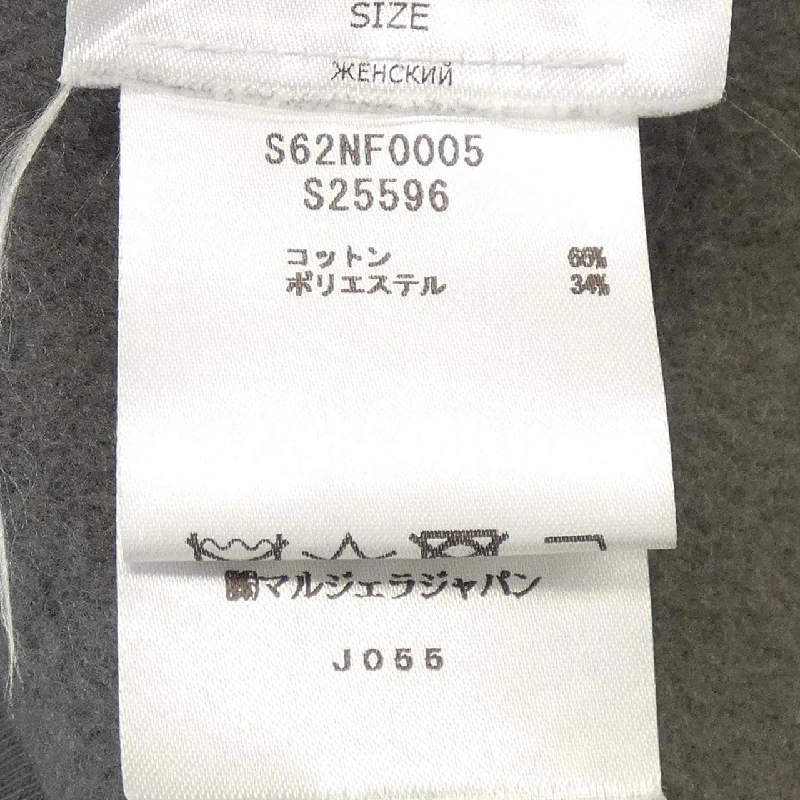 SIZE
ЖЕНСКИЙ
S62NF0005
S25596
コットン 66%
ポリエステル 34%
㈱マルジェラジャパン
J055